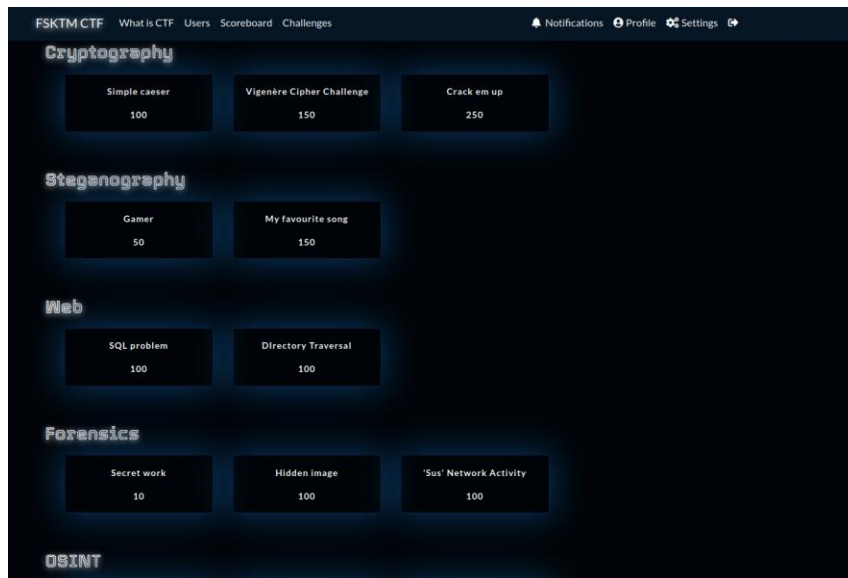 FSKTM CTF What is CTF Users Scoreboard Challenges Notifications Profile Settings
Cryptography
Simple caeser Vigenère Cipher Challenge Crack em up
100 150 250
Steganography
Gamer My favourite song
50 150
Web
SQL problem DIrectory Traversal
100 100
Forensics
Secret work Hidden image 'Sus' Network Activity
10 100 100
OSINT